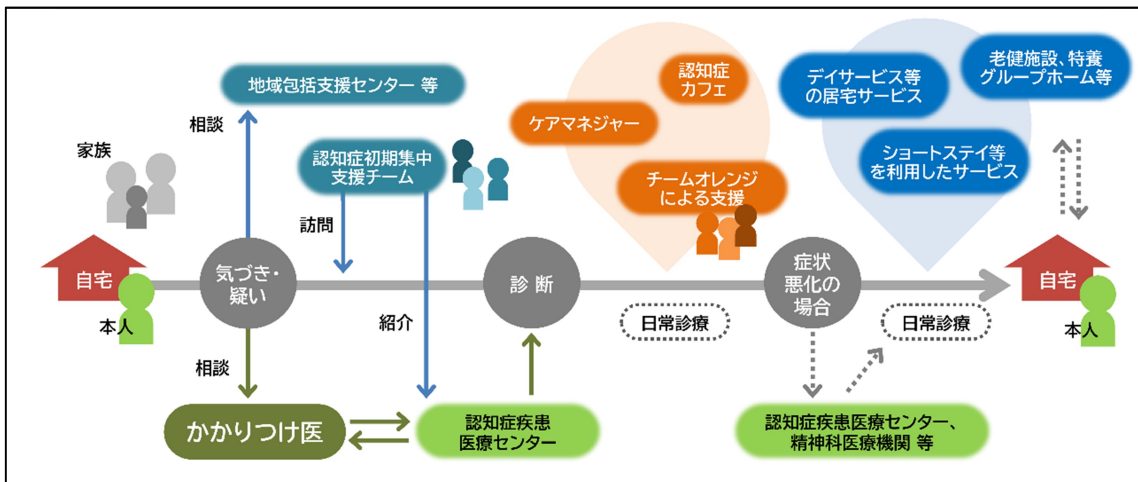 地域包括支援センター 等
相談
家族
認知症初期集中
支援チーム
訪問
自宅
本人
気づき・
疑い
相談
紹介
かかりつけ医
認知症疾患
医療センター
診 断
認知症
カフェ
ケアマネジャー
チームオレンジ
による支援
日常診療
症状
悪化の
場合
デイサービス等
の居宅サービス
老健施設、特養
グループホーム等
ショートステイ等
を利用したサービス
日常診療
認知症疾患医療センター、
精神科医療機関 等
自宅
本人